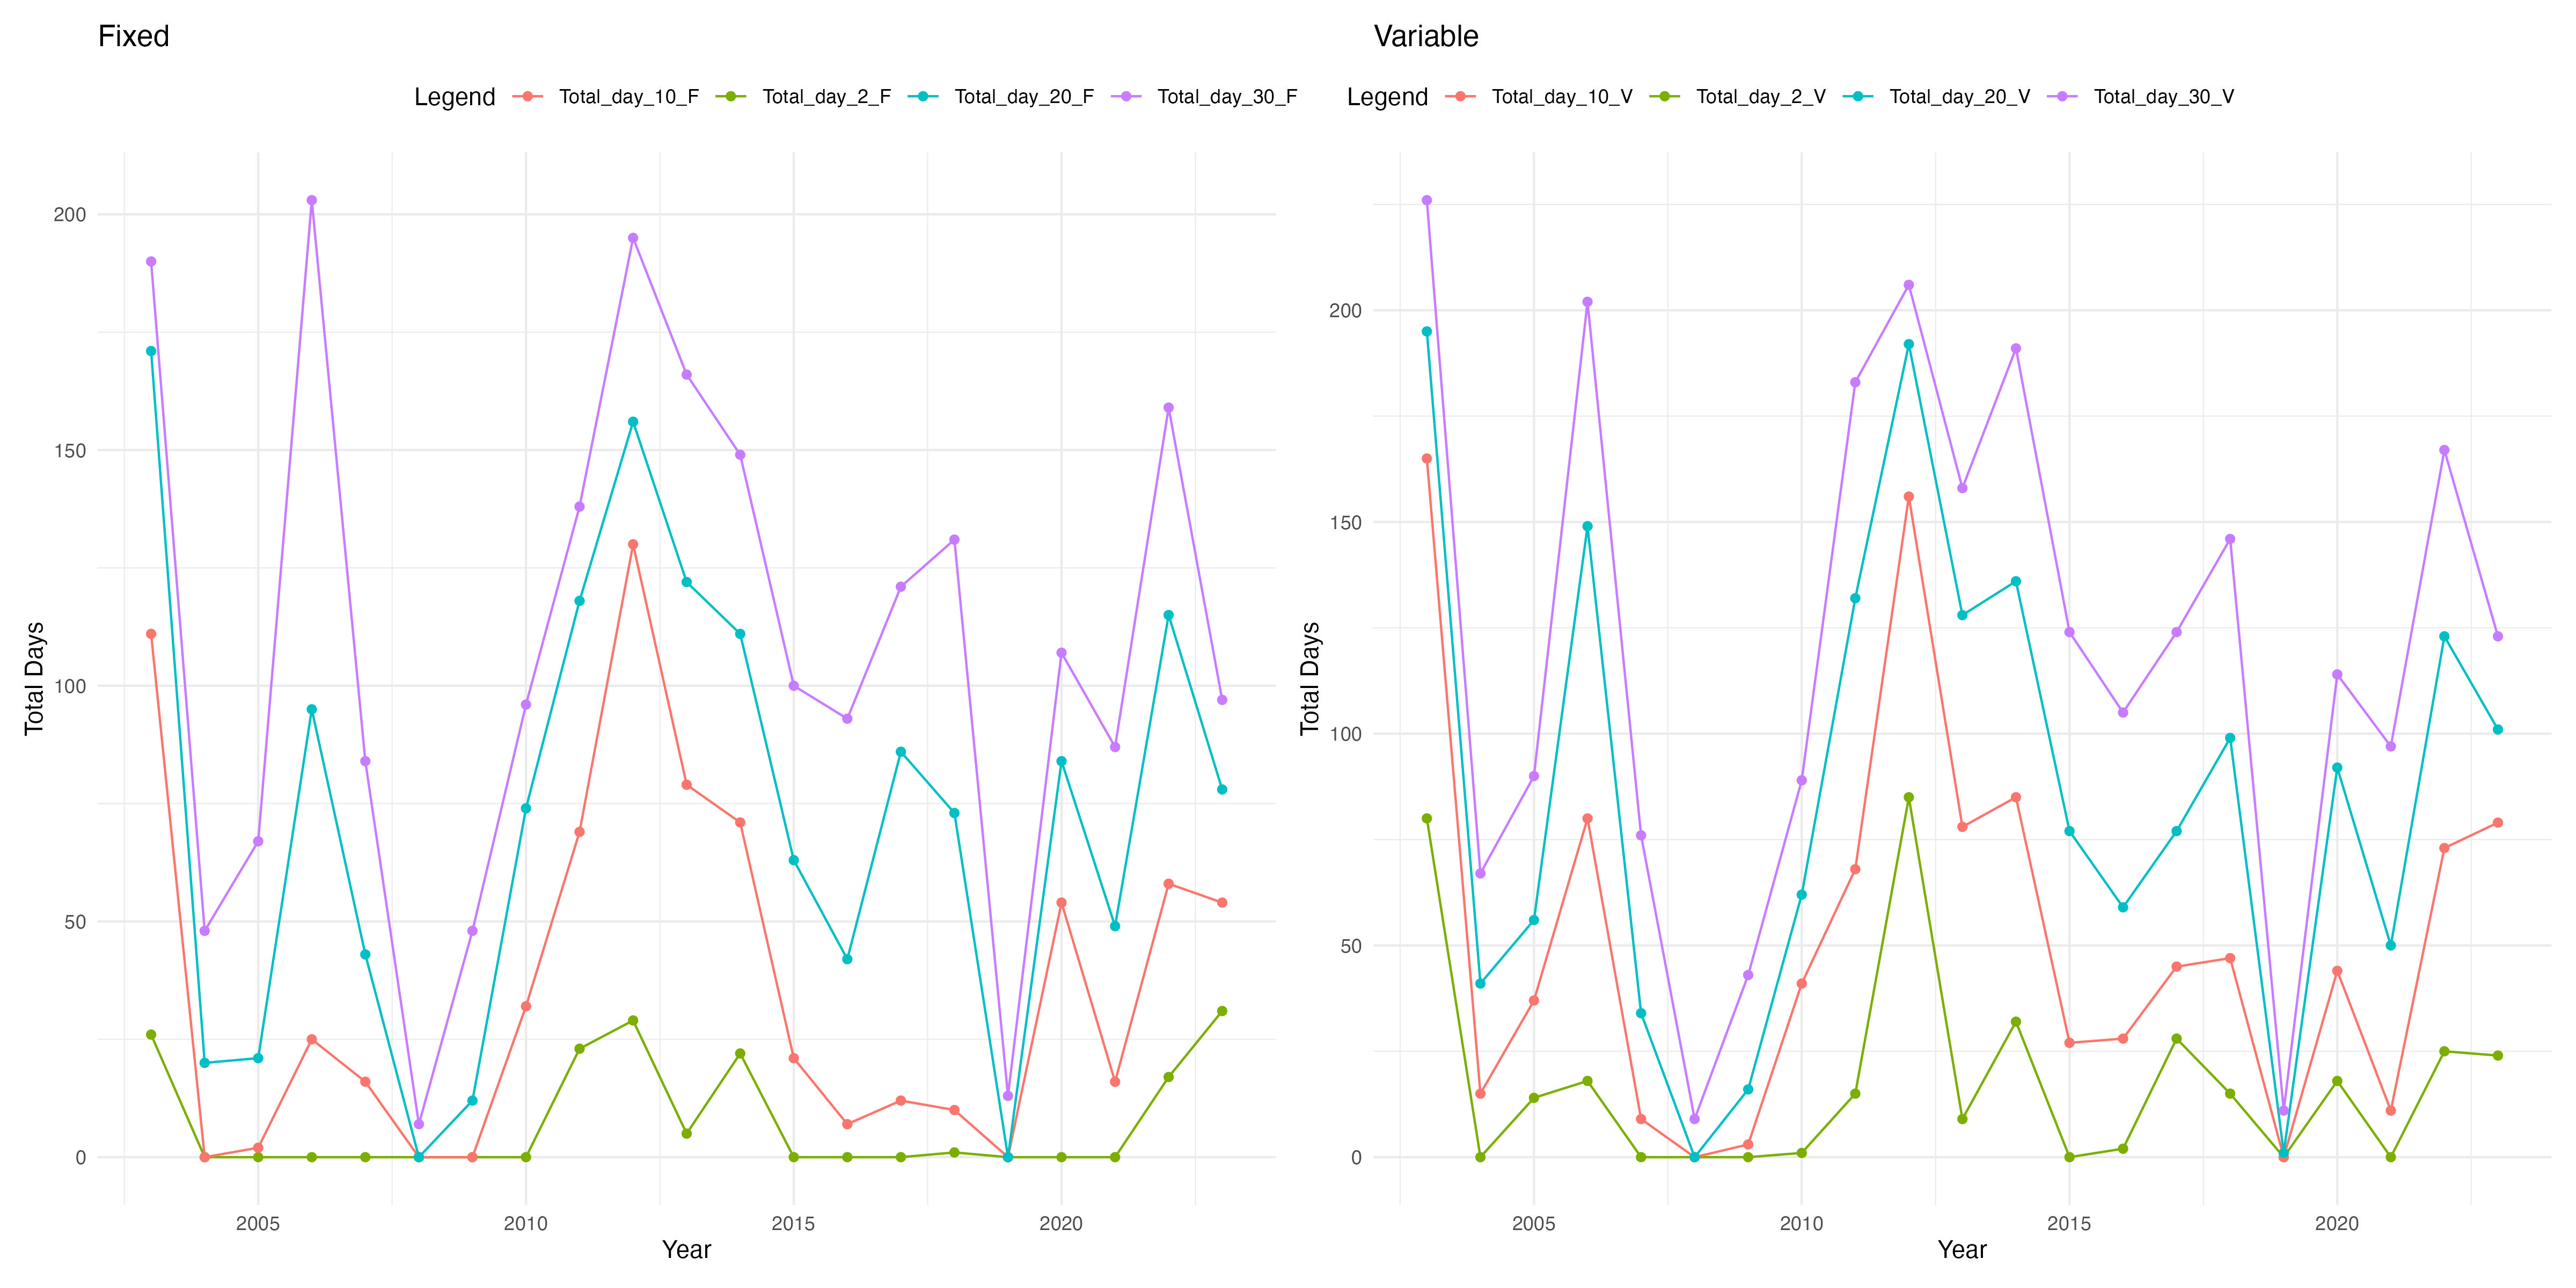 Fixed
Legend Total_day_10_F Total_day_2_F Total_day_20_F Total_day_30_F
200
150
100
50
0
Total Days
2005 2010 2015 2020
Year
Variable
Legend Total_day_10_V Total_day_2_V Total_day_20_V Total_day_30_V
200
150
100
50
0
Total Days
2005 2010 2015 2020
Year